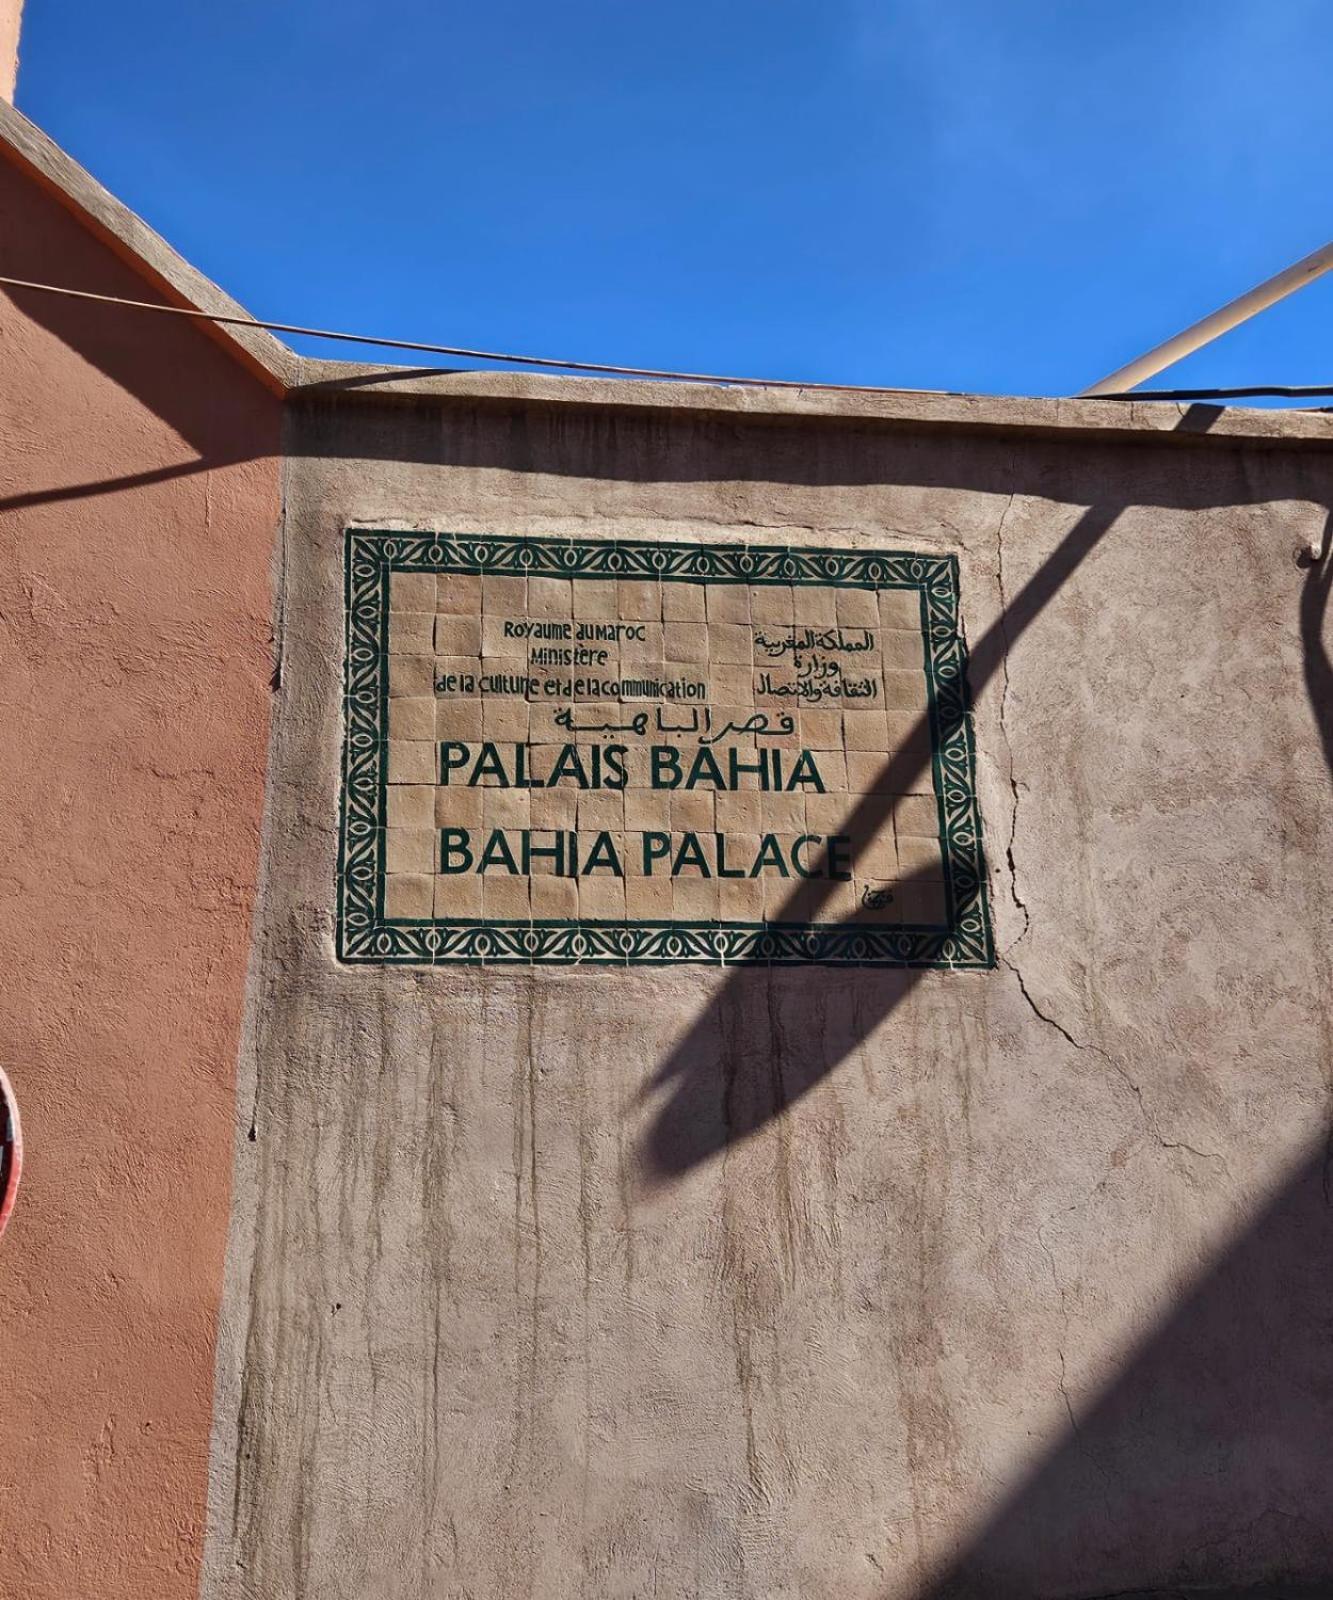 Royaume du Maroc
Ministère
de la culture et de la communication
المملكة المغربية
وزارة
الثقافة والاتصال
قصر الباهية
PALAIS BAHIA
BAHIA PALACE